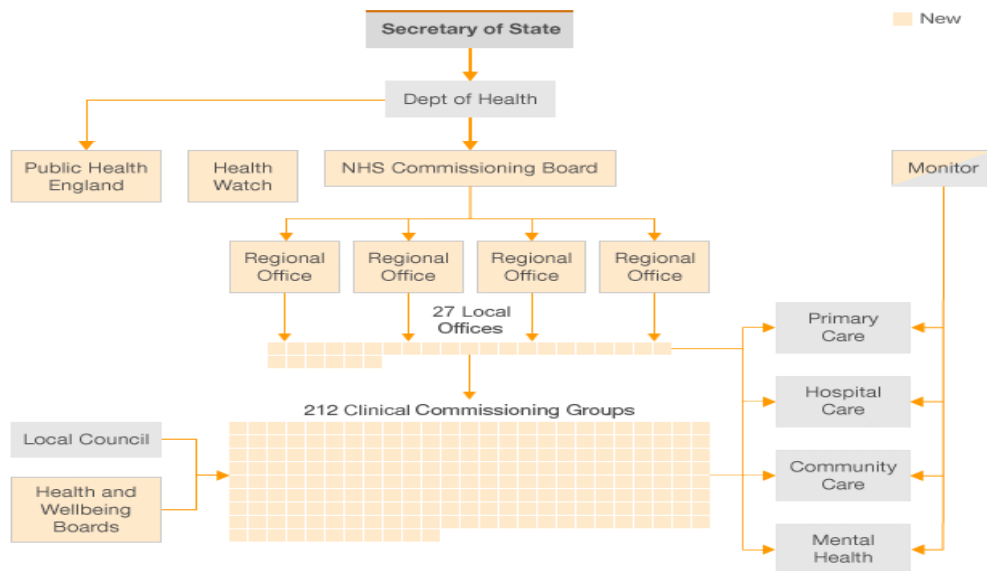 Secretary of State
New
Dept of Health
Public Health
England
Health
Watch
NHS Commissioning Board
Monitor
Regional
Office
Regional
Office
Regional
Office
Regional
Office
27 Local
Offices
Primary
Care
Hospital
Care
212 Clinical Commissioning Groups
Local Council
Community
Care
Health and
Wellbeing
Boards
Mental
Health